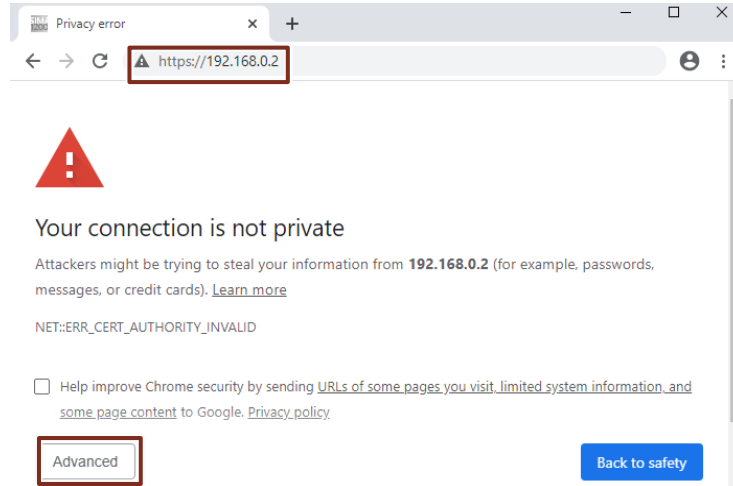 Privacy error
https://192.168.0.2
Your connection is not private
Attackers might be trying to steal your information from 192.168.0.2 (for example, passwords,
messages, or credit cards). Learn more
NET::ERR_CERT_AUTHORITY_INVALID
Help improve Chrome security by sending URLs of some pages you visit, limited system information, and
some page content to Google. Privacy policy
Advanced
Back to safety